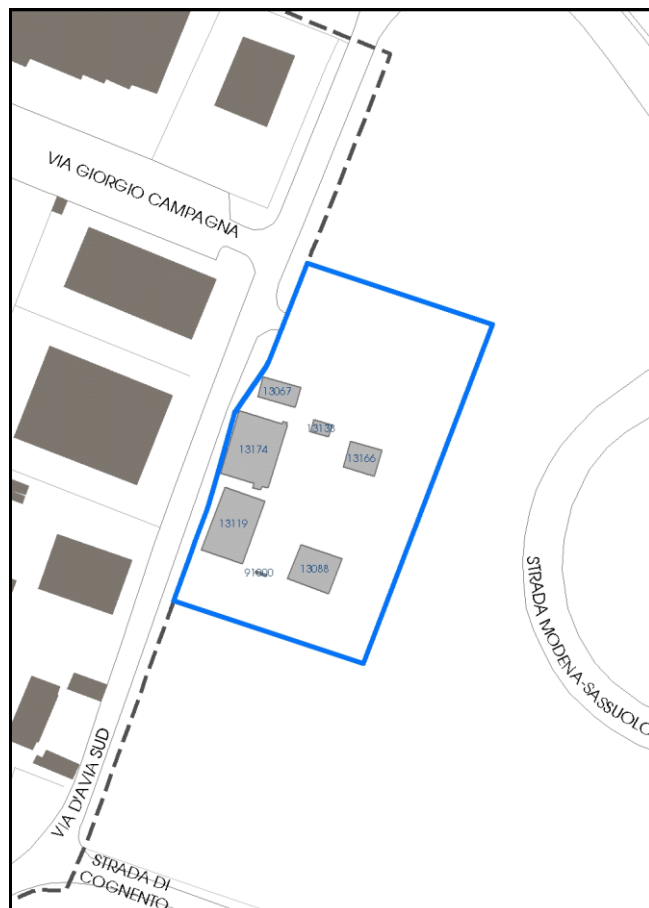 VIA GIORGIO CAMPAGNA
13067
13138
13174
13166
13119
13088
91000
STRADA MODENA-SASSUOLO
VIA D'AVIA SUD
STRADA DI
COGNENTO